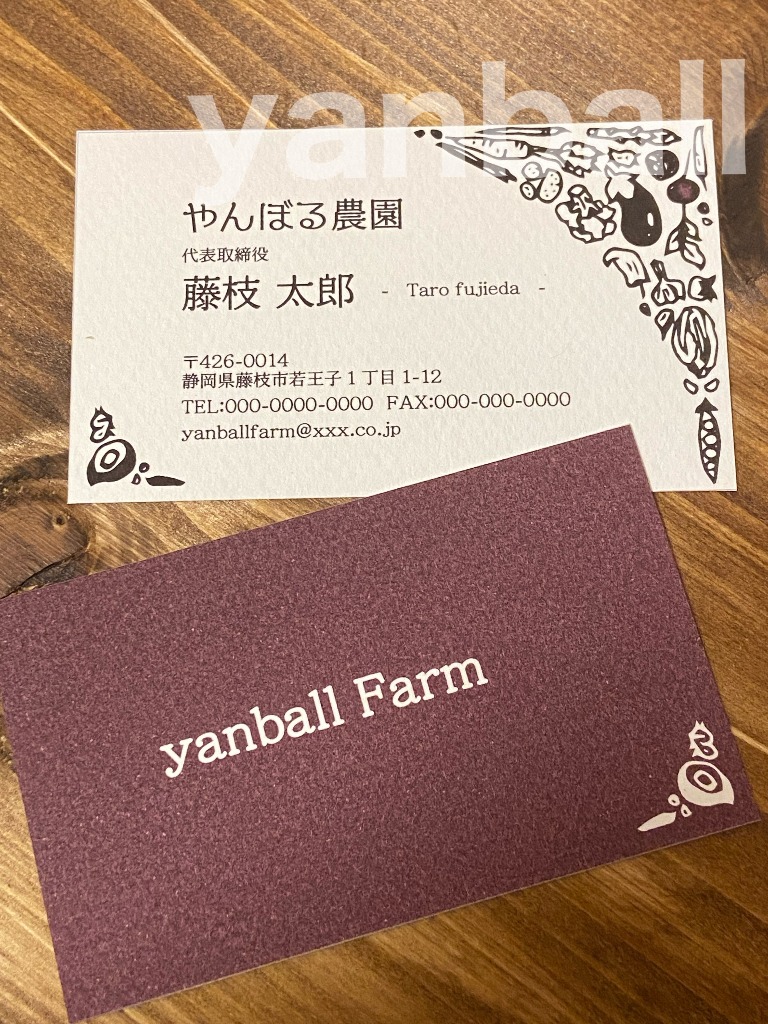 yanball
やんぼる農園
代表取締役
藤枝 太郎 - Taro fujieda -
〒426-0014
静岡県藤枝市若王子1丁目1-12
TEL:000-0000-0000 FAX:000-000-0000
yanballfarm@xxx.co.jp
yanball Farm